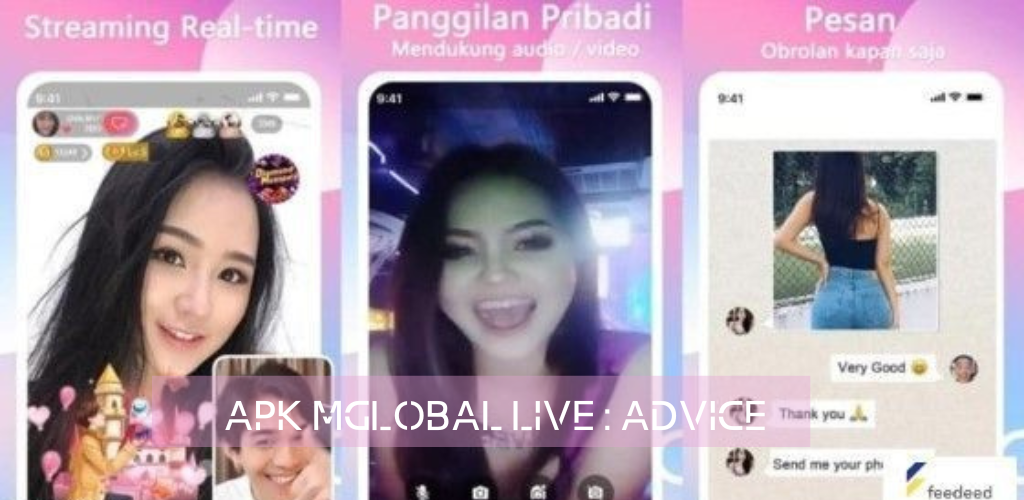 Streaming Real-time
9:41
Panggilan Pribadi
Mendukung audio / video
9:41
Pesan
Obrolan kapan saja
9:41
Very Good
Thank you
Send me your
APK MGLOBAL LIVE : ADVICE
feedeed